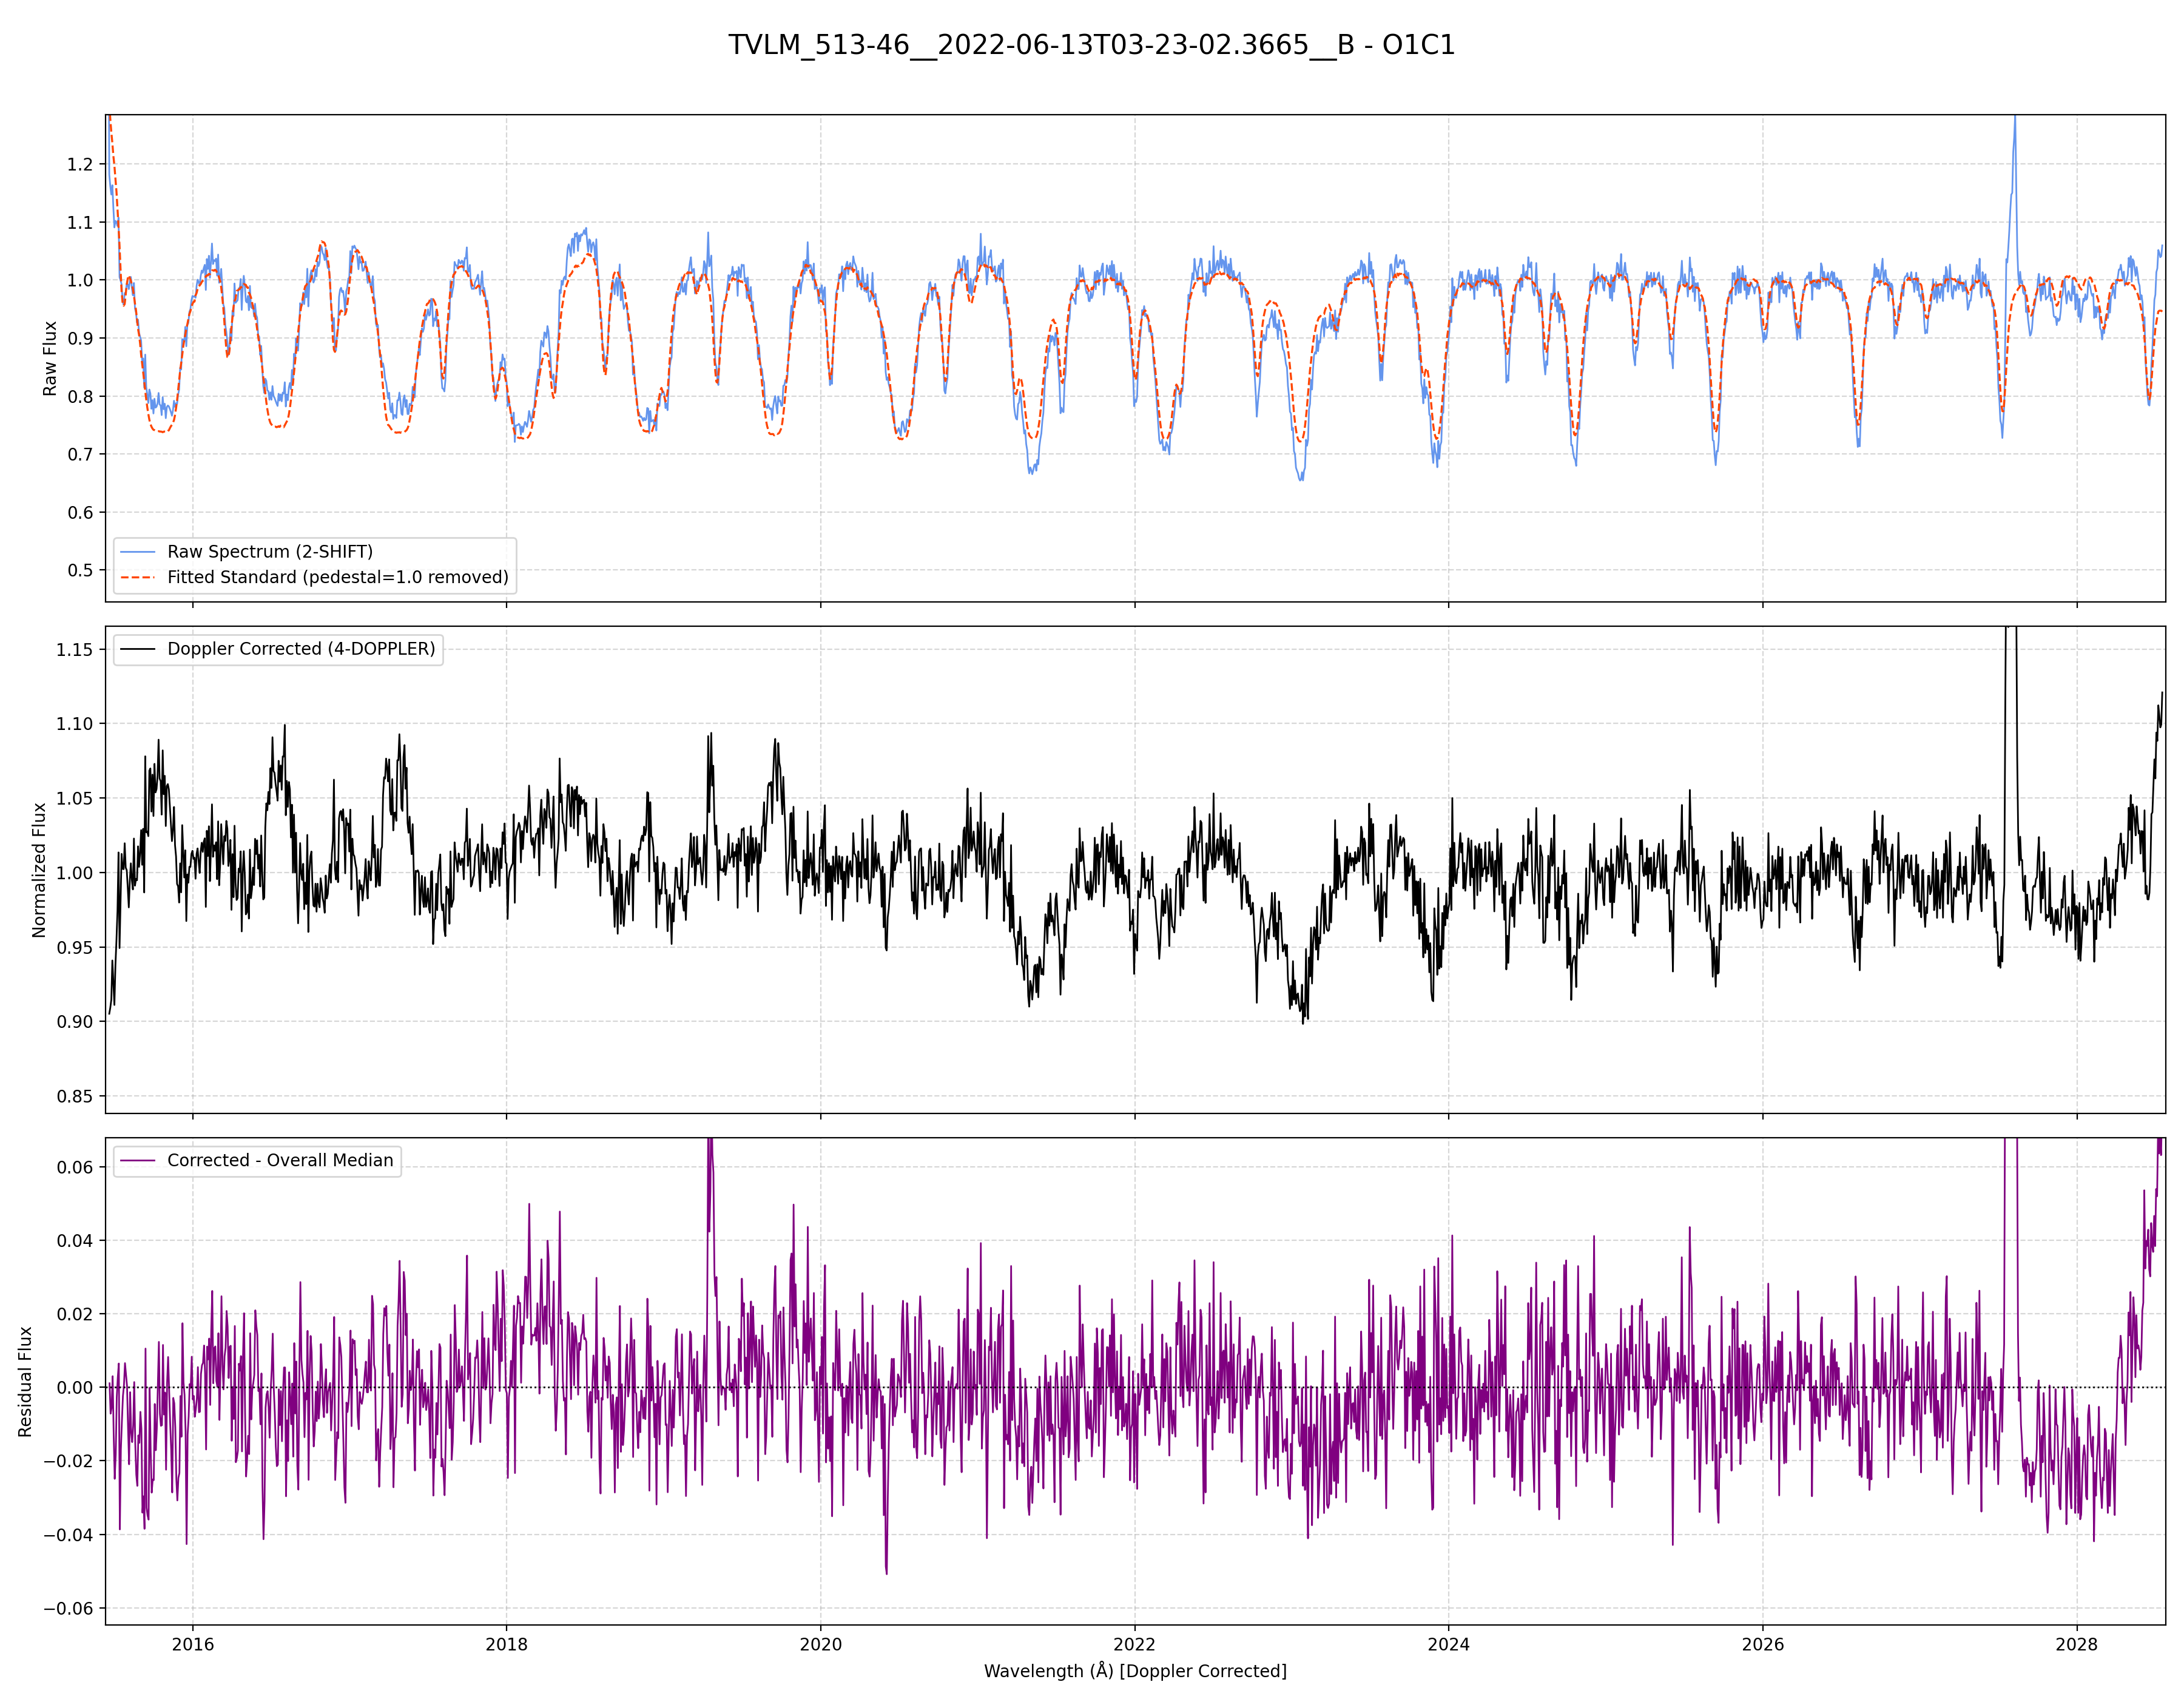 TVLM_513-46__2022-06-13T03-23-02.3665__B - O1C1
1.2
1.1
1.0
0.9
0.8
0.7
0.6
0.5
Raw Flux
Raw Spectrum (2-SHIFT)
Fitted Standard (pedestal=1.0 removed)
1.15
1.10
1.05
1.00
0.95
0.90
0.85
Normalized Flux
Doppler Corrected (4-DOPPLER)
0.06
0.04
0.02
0.00
−0.02
−0.04
−0.06
Residual Flux
Corrected - Overall Median
2016 2018 2020 2022 2024 2026 2028
Wavelength (Å) [Doppler Corrected]